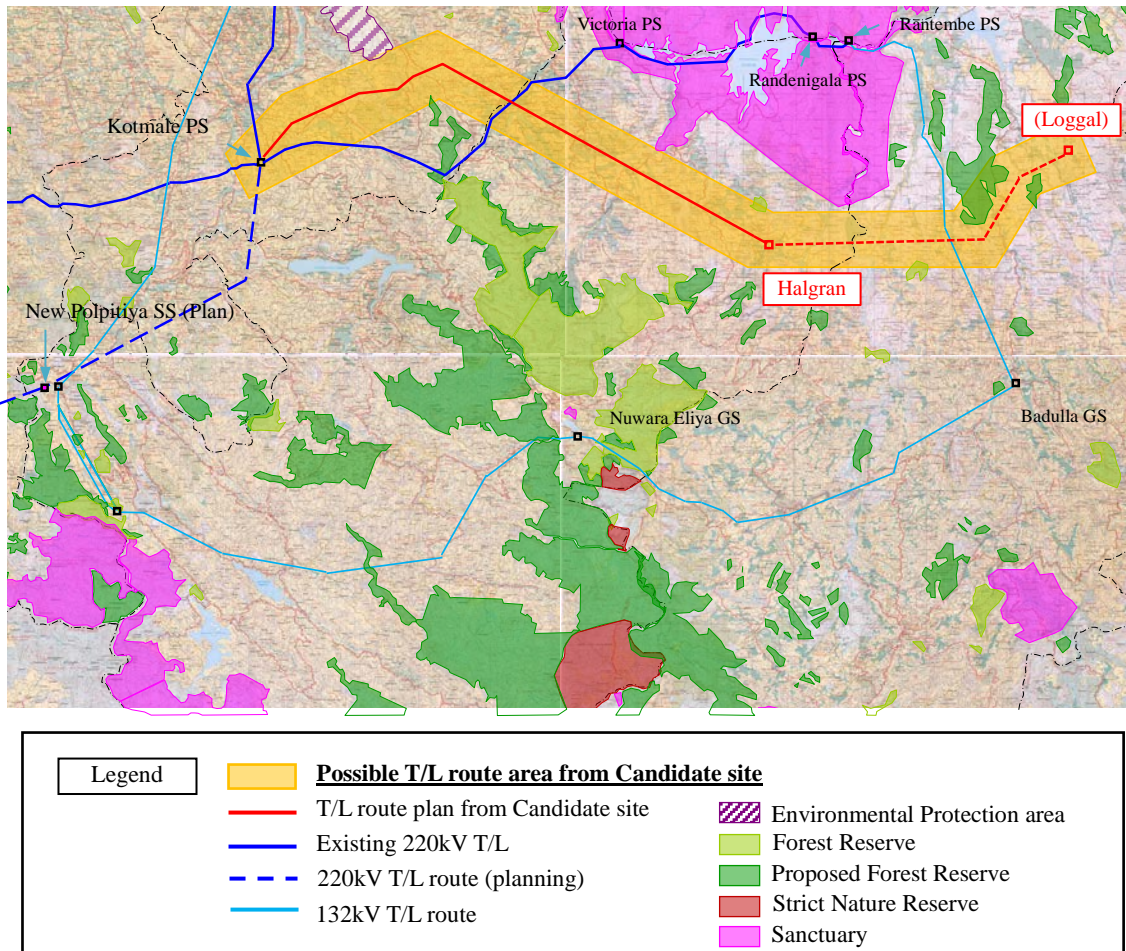 Victoria PS
Rantembe PS
Randenigala PS
Kotmale PS
(Loggal)
Halgran
New Polpitiya SS (Plan)
Nuwara Eliya GS
Badulla GS
Legend
Possible T/L route area from Candidate site
T/L route plan from Candidate site
Existing 220kV T/L
220kV T/L route (planning)
132kV T/L route
Environmental Protection area
Forest Reserve
Proposed Forest Reserve
Strict Nature Reserve
Sanctuary